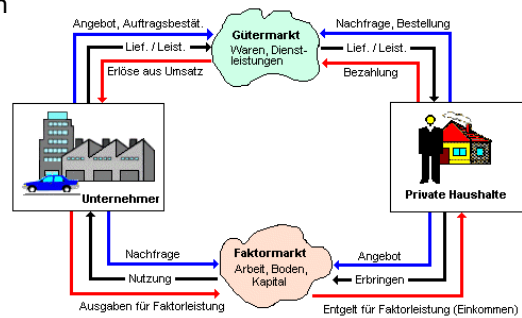 n
Angebot, Auftragsbestät.
Nachfrage, Bestellung
Gütermarkt
Waren, Dienst-
leistungen
Lief. / Leist.
Lief. / Leist.
Erlöse aus Umsatz
Bezahlung
Unternehmer
Private Haushalte
Nachfrage
Faktormarkt
Arbeit, Boden,
Kapital
Angebot
Nutzung
Erbringen
Ausgaben für Faktorleistung
Entgelt für Faktorleistung (Einkommen)